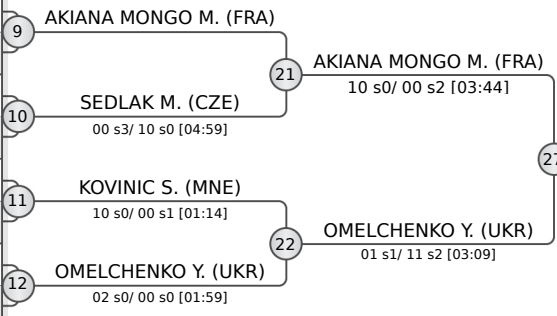 9
AKIANA MONGO M. (FRA)
21
AKIANA MONGO M. (FRA)
10 s0/ 00 s2 [03:44]
10
SEDLAK M. (CZE)
00 s3/ 10 s0 [04:59]
27
11
KOVINIC S. (MNE)
10 s0/ 00 s1 [01:14]
22
OMELCHENKO Y. (UKR)
01 s1/ 11 s2 [03:09]
12
OMELCHENKO Y. (UKR)
02 s0/ 00 s0 [01:59]